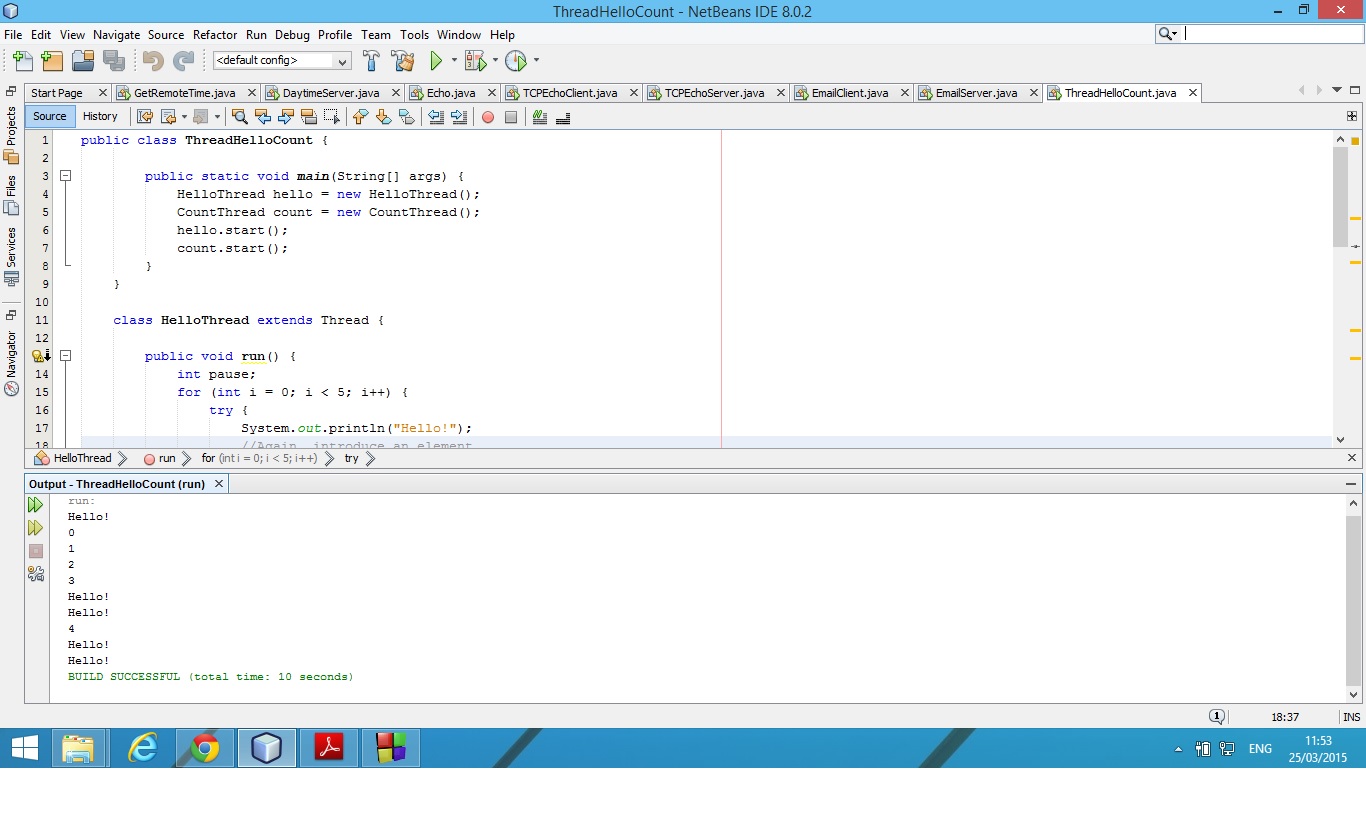 ThreadHelloCount - NetBeans IDE 8.0.2
File Edit View Navigate Source Refactor Run Debug Profile Team Tools Window Help
<default config>
Start Page GetRemoteTime.java DaytimeServer.java Echo.java TCPEchoClient.java TCPEchoServer.java EmailClient.java EmailServer.java ThreadHelloCount.java
Projects
Files
Services
Navigator
Source History
1 public class ThreadHelloCount {
2
3 public static void main(String[] args) {
4 HelloThread hello = new HelloThread();
5 CountThread count = new CountThread();
6 hello.start();
7 count.start();
8 }
9 }
10
11 class HelloThread extends Thread {
12
public void run() {
14 int pause;
15 for (int i = 0; i < 5; i++) {
16 try {
17 System.out.println("Hello!");
18 //Again, introduce an element
HelloThread run for (int i = 0; i < 5; i++) try
Output - ThreadHelloCount (run)
run:
Hello!
0
1
2
3
Hello!
Hello!
4
Hello!
Hello!
BUILD SUCCESSFUL (total time: 10 seconds)
1 18:37 INS
ENG 11:53
25/03/2015